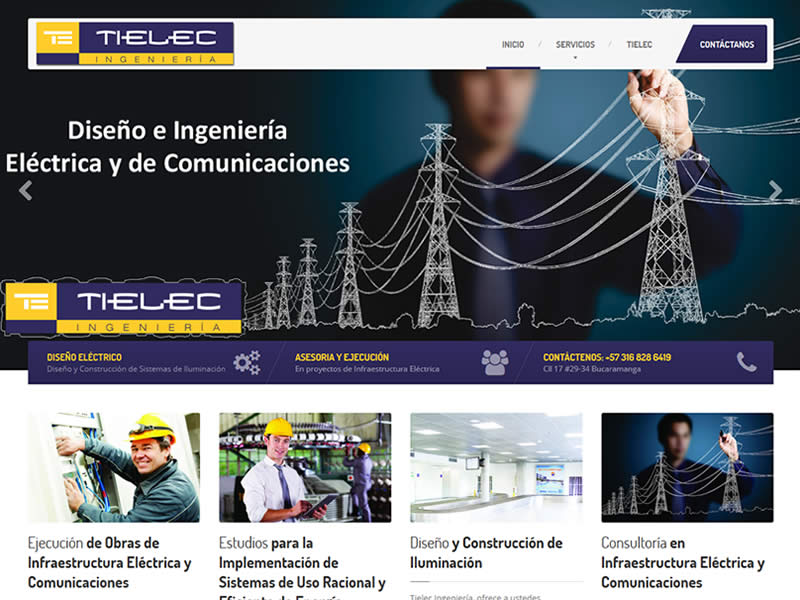 TE TIELEC
INGENIERÍA
INICIO / SERVICIOS / TIELEC CONTÁCTANOS
Diseño e Ingeniería
Eléctrica y de Comunicaciones
TE TIELEC
INGENIERÍA
DISEÑO ELÉCTRICO
Diseño y Construcción de Sistemas de Iluminación
ASESORIA Y EJECUCIÓN
En proyectos de Infraestructura Eléctrica
CONTÁCTENOS: +57 316 828 6419
Cll 17 #29-34 Bucaramanga
Ejecución de Obras de
Infraestructura Eléctrica y
Comunicaciones
Estudios para la
Implementación de
Sistemas de Uso Racional y
Eficiente de Energía
Diseño y Construcción de
Iluminación
Tielec Ingeniería, ofrece a ustedes
Consultoría en
Infraestructura Eléctrica y
Comunicaciones